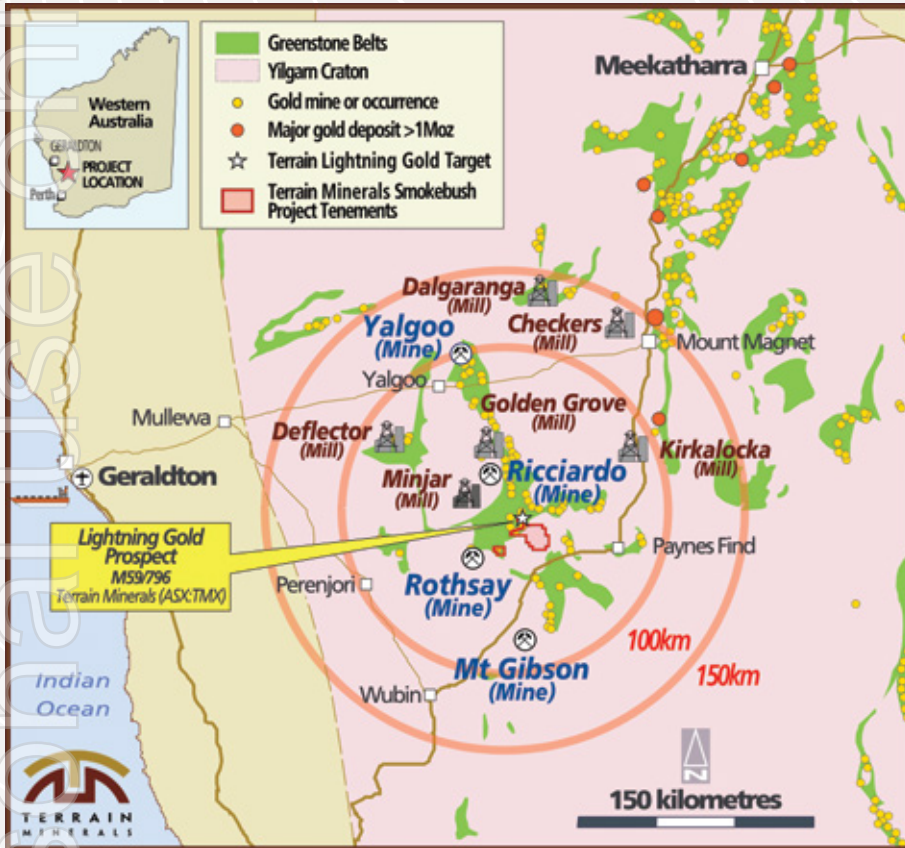 Western
Australia
GERALDTON
PROJECT
LOCATION
Perth
Greenstone Belts
Yilgarn Craton
Gold mine or occurrence
Major gold deposit >1Moz
Terrain Lightning Gold Target
Terrain Minerals Smokebush
Project Tenements
Meekatharra
Dalgaranga
(Mill)
Checkers
(Mill)
Yalgoo
(Mine)
Mount Magnet
Yalgoo
Mullewa
Golden Grove
(Mill)
Deflector
(Mill)
Kirkalocka
(Mill)
Geraldton
Minjar
(Mill)
Ricciardo
(Mine)
Lightning Gold
Prospect
M59/796
Terrain Minerals (ASX:TMX)
Paynes Find
Perenjori
Rothsay
(Mine)
100km
150km
Mt Gibson
(Mine)
Wubin
Indian
Ocean
N
150 kilometres
TERRAIN
MINERALS